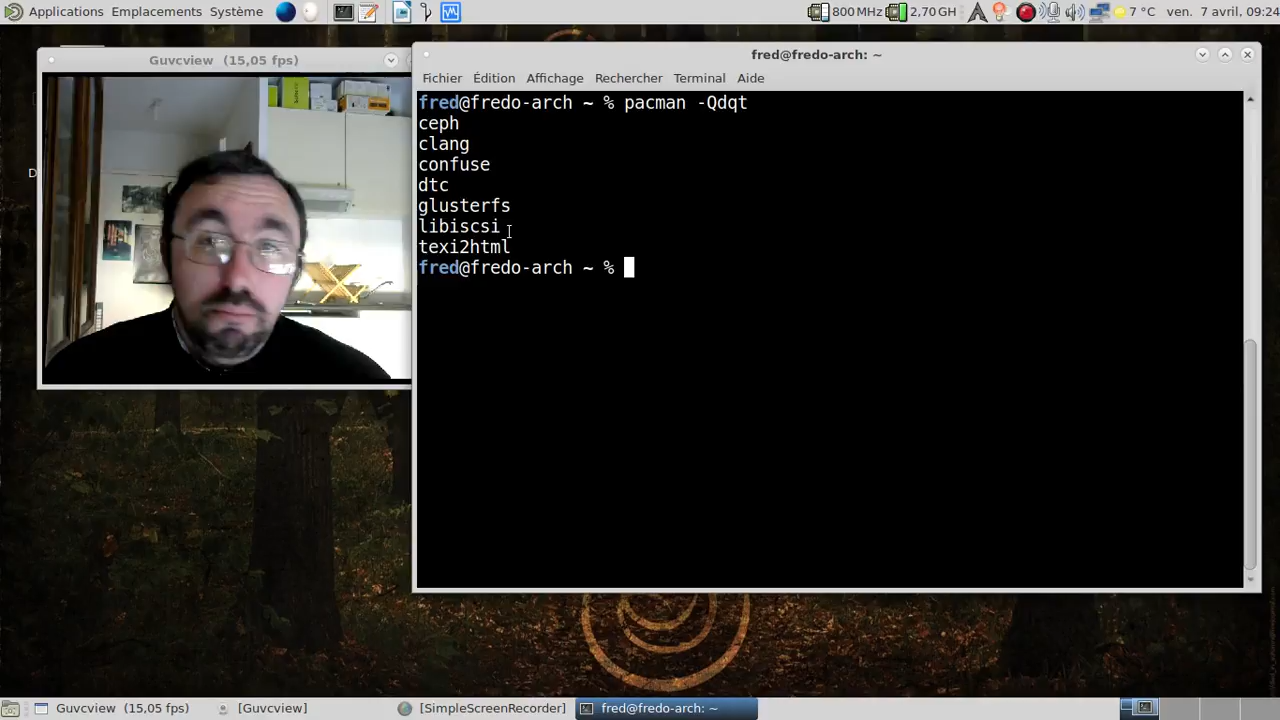 Applications Emplacements Système
800 MHz 2,70 GH 7 °C ven. 7 avril, 09:24
Guvcview (15,05 fps)
fred@fredo-arch: ~
Fichier Édition Affichage Rechercher Terminal Aide
fred@fredo-arch ~ % pacman -Qdqt
ceph
clang
confuse
dtc
glusterfs
libiscsi
texi2html
fred@fredo-arch ~ %
D
Guvcview (15,05 fps) [Guvcview] [SimpleScreenRecorder] fred@fredo-arch: ~